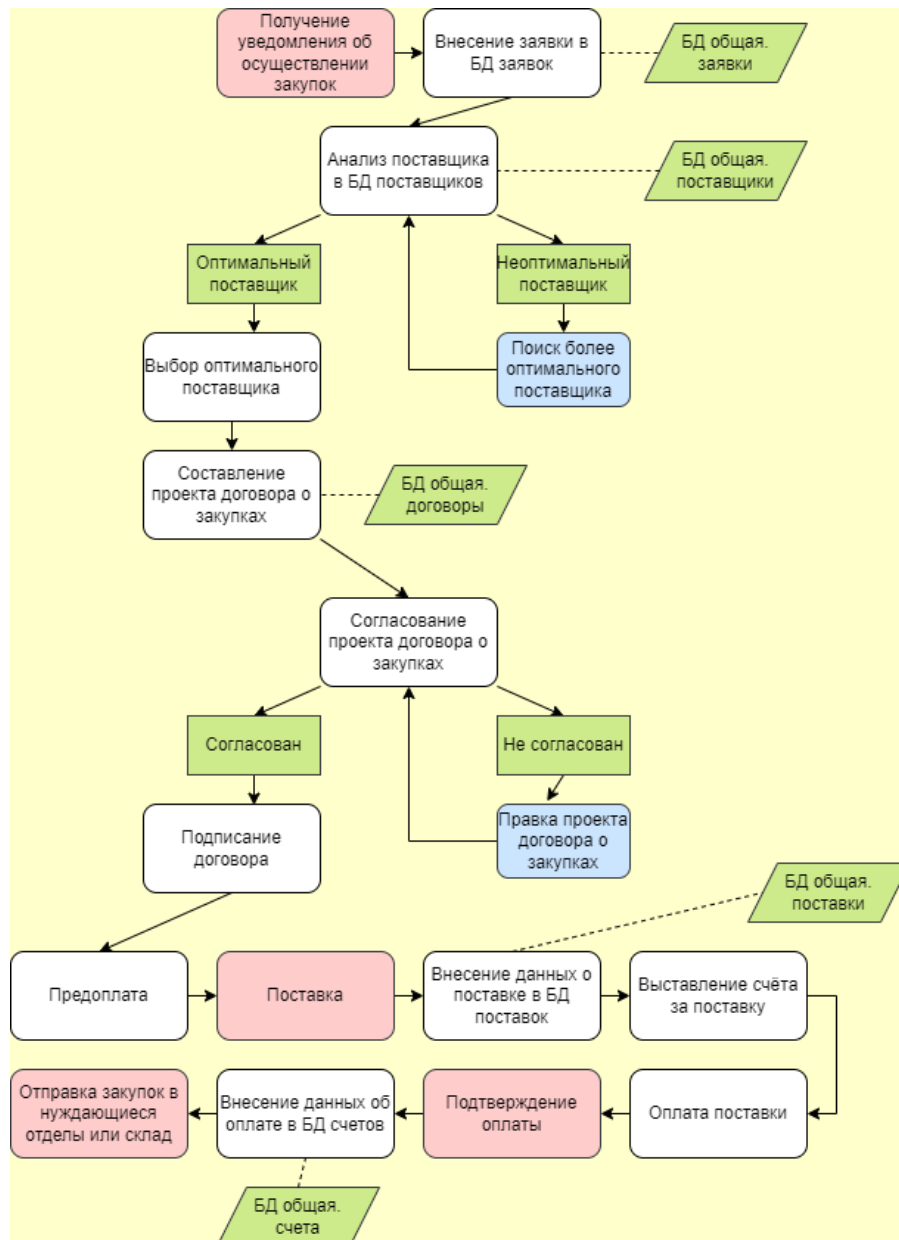 Получение
уведомления об
осуществлении
закупок
Внесение заявки в
БД заявок
БД общая.
заявки
Анализ поставщика
в БД поставщиков
БД общая.
поставщики
Оптимальный
поставщик
Неоптимальный
поставщик
Выбор оптимального
поставщика
Поиск более
оптимального
поставщика
Составление
проекта договора о
закупках
БД общая.
договоры
Согласование
проекта договора о
закупках
Согласован
Не согласован
Подписание
договора
Правка проекта
договора о
закупках
БД общая.
поставки
Предоплата
Поставка
Внесение данных о
поставке в БД
поставок
Выставление счёта
за поставку
Отправка закупок в
нуждающиеся
отделы или склад
Внесение данных об
оплате в БД счетов
Подтверждение
оплаты
Оплата поставки
БД общая.
счета